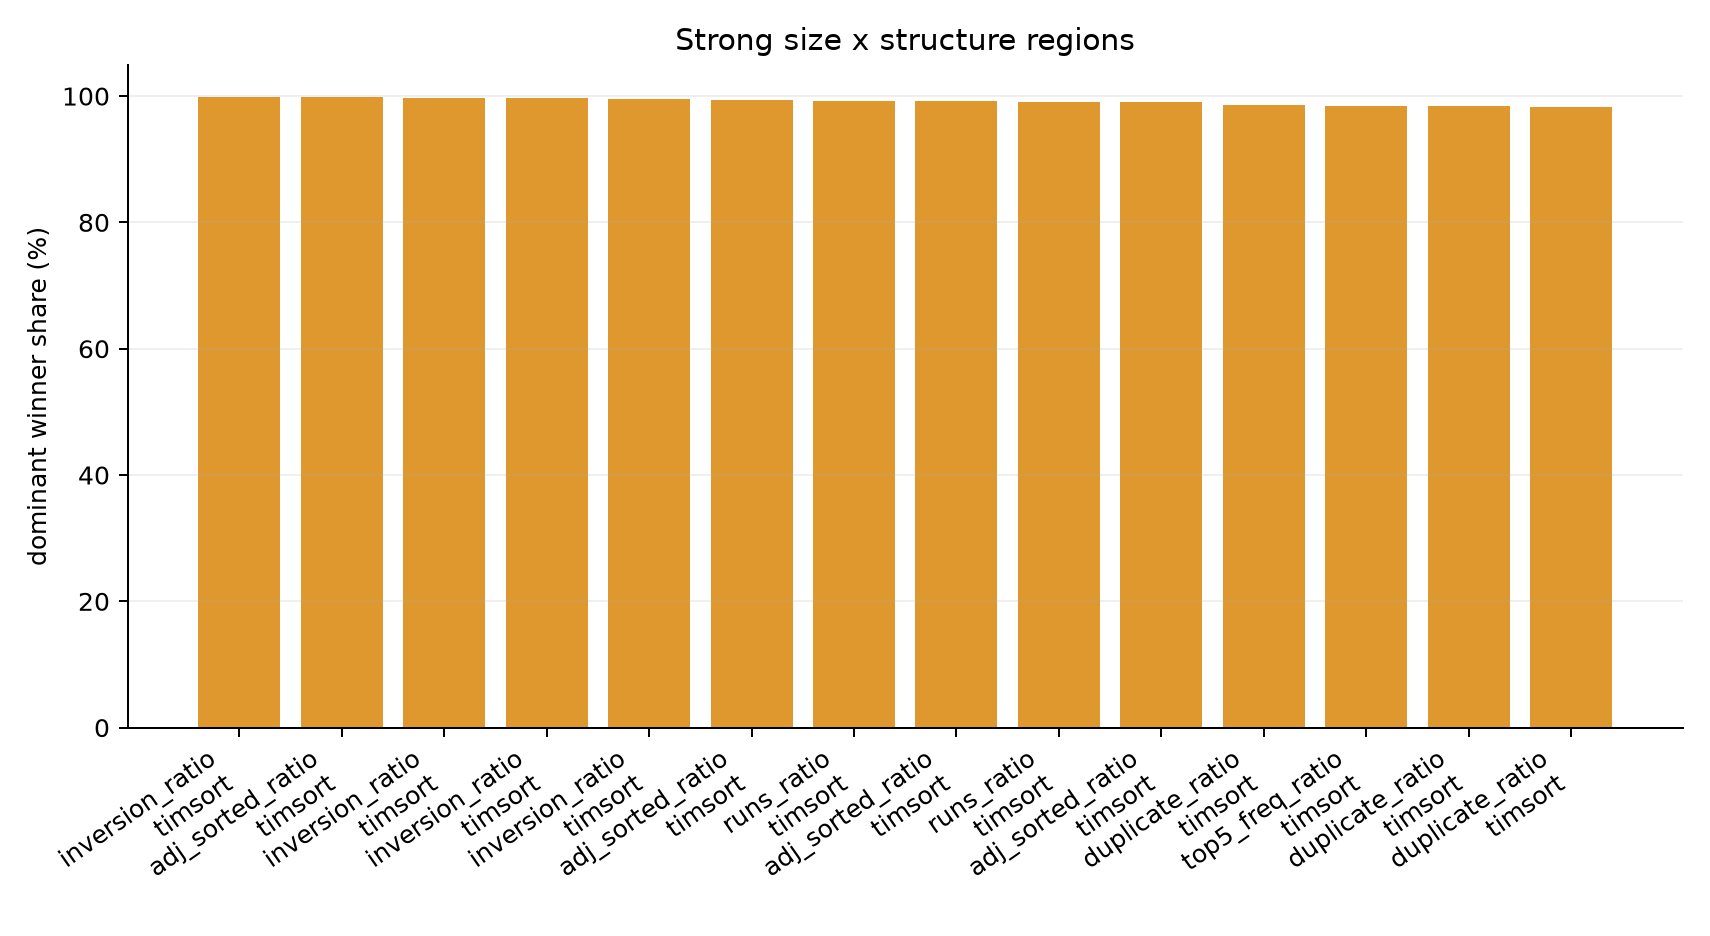 Strong size x structure regions
dominant winner share (%)
100
80
60
40
20
0
inversion_ratio
timsort
adj_sorted_ratio
timsort
inversion_ratio
timsort
inversion_ratio
timsort
inversion_ratio
timsort
adj_sorted_ratio
timsort
runs_ratio
timsort
adj_sorted_ratio
timsort
runs_ratio
timsort
adj_sorted_ratio
timsort
duplicate_ratio
timsort
top5_freq_ratio
timsort
duplicate_ratio
timsort
duplicate_ratio
timsort